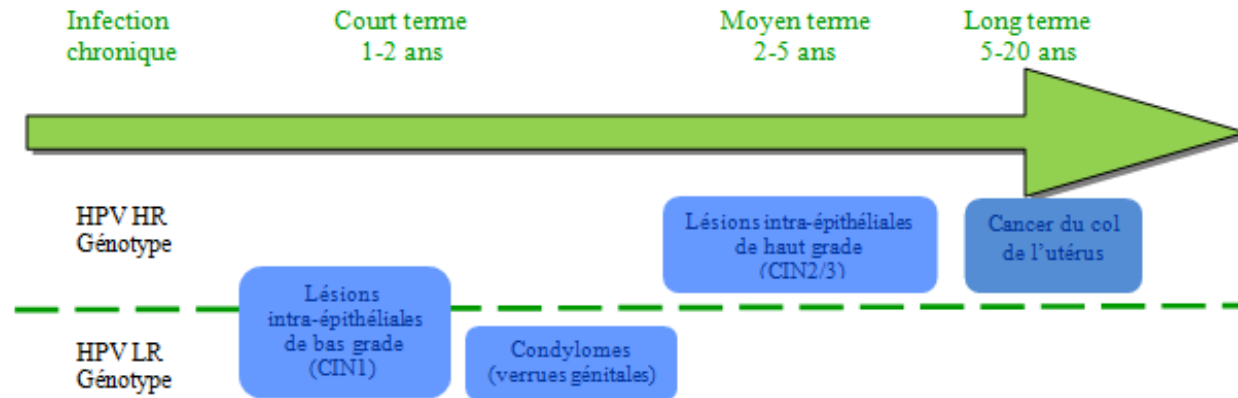 Infection
chronique
Court terme
1-2 ans
Moyen terme
2-5 ans
Long terme
5-20 ans
HPV HR
Génotype
Lésions intra-épithéliales
de haut grade
(CIN2/3)
Cancer du col
de l'utérus
Lésions
intra-épithéliales
de bas grade
(CIN1)
HPV LR
Génotype
Condylomes
(verrues génitales)